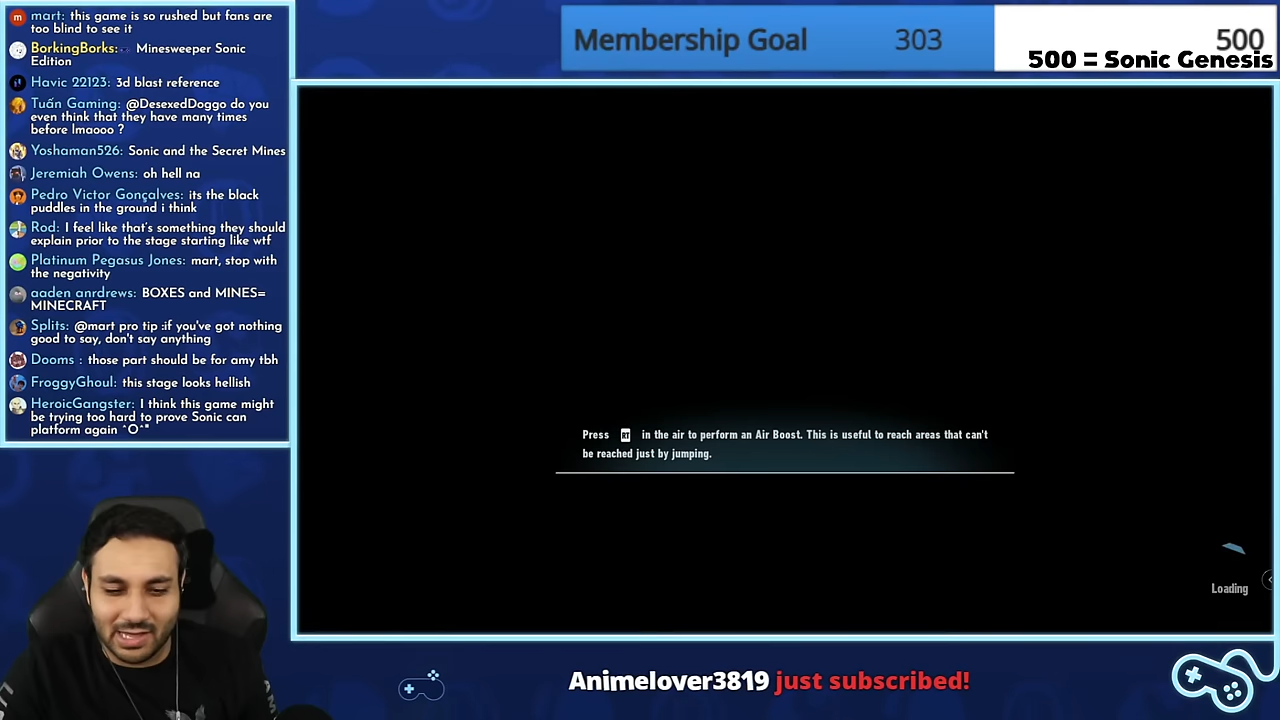 mart: this game is so rushed but fans are
too blind to see it
BorkingBorks: Minesweeper Sonic
Edition
Havic 22123: 3d blast reference
Tuấn Gaming: @DesexedDoggo do you
even think that they have many times
before lmaooo ?
Yoshaman526: Sonic and the Secret Mines
Jeremiah Owens: oh hell na
Pedro Victor Gonçalves: its the black
puddles in the ground i think
Rod: I feel like that's something they should
explain prior to the stage starting like wtf
Platinum Pegasus Jones: mart, stop with
the negativity
aaden anrdrews: BOXES and MINES=
MINECRAFT
Splits: @mart pro tip :if you've got nothing
good to say, don't say anything
Dooms : those part should be for amy tbh
FroggyGhoul: this stage looks hellish
HeroicGangster: I think this game might
be trying too hard to prove Sonic can
platform again ^O^"
Membership Goal 303 500
500 = Sonic Genesis
Press RT in the air to perform an Air Boost. This is useful to reach areas that can't
be reached just by jumping.
Loading
Animelover3819 just subscribed!